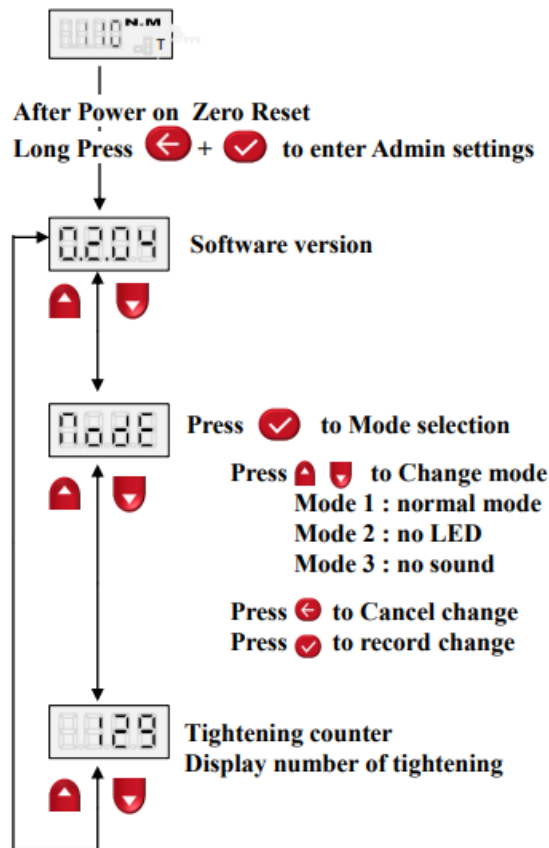 110 N.M
T
After Power on Zero Reset
Long Press + to enter Admin settings
0.2.04 Software version
ModE Press to Mode selection
Press to Change mode
Mode 1 : normal mode
Mode 2 : no LED
Mode 3 : no sound
Press to Cancel change
Press to record change
129 Tightening counter
Display number of tightening